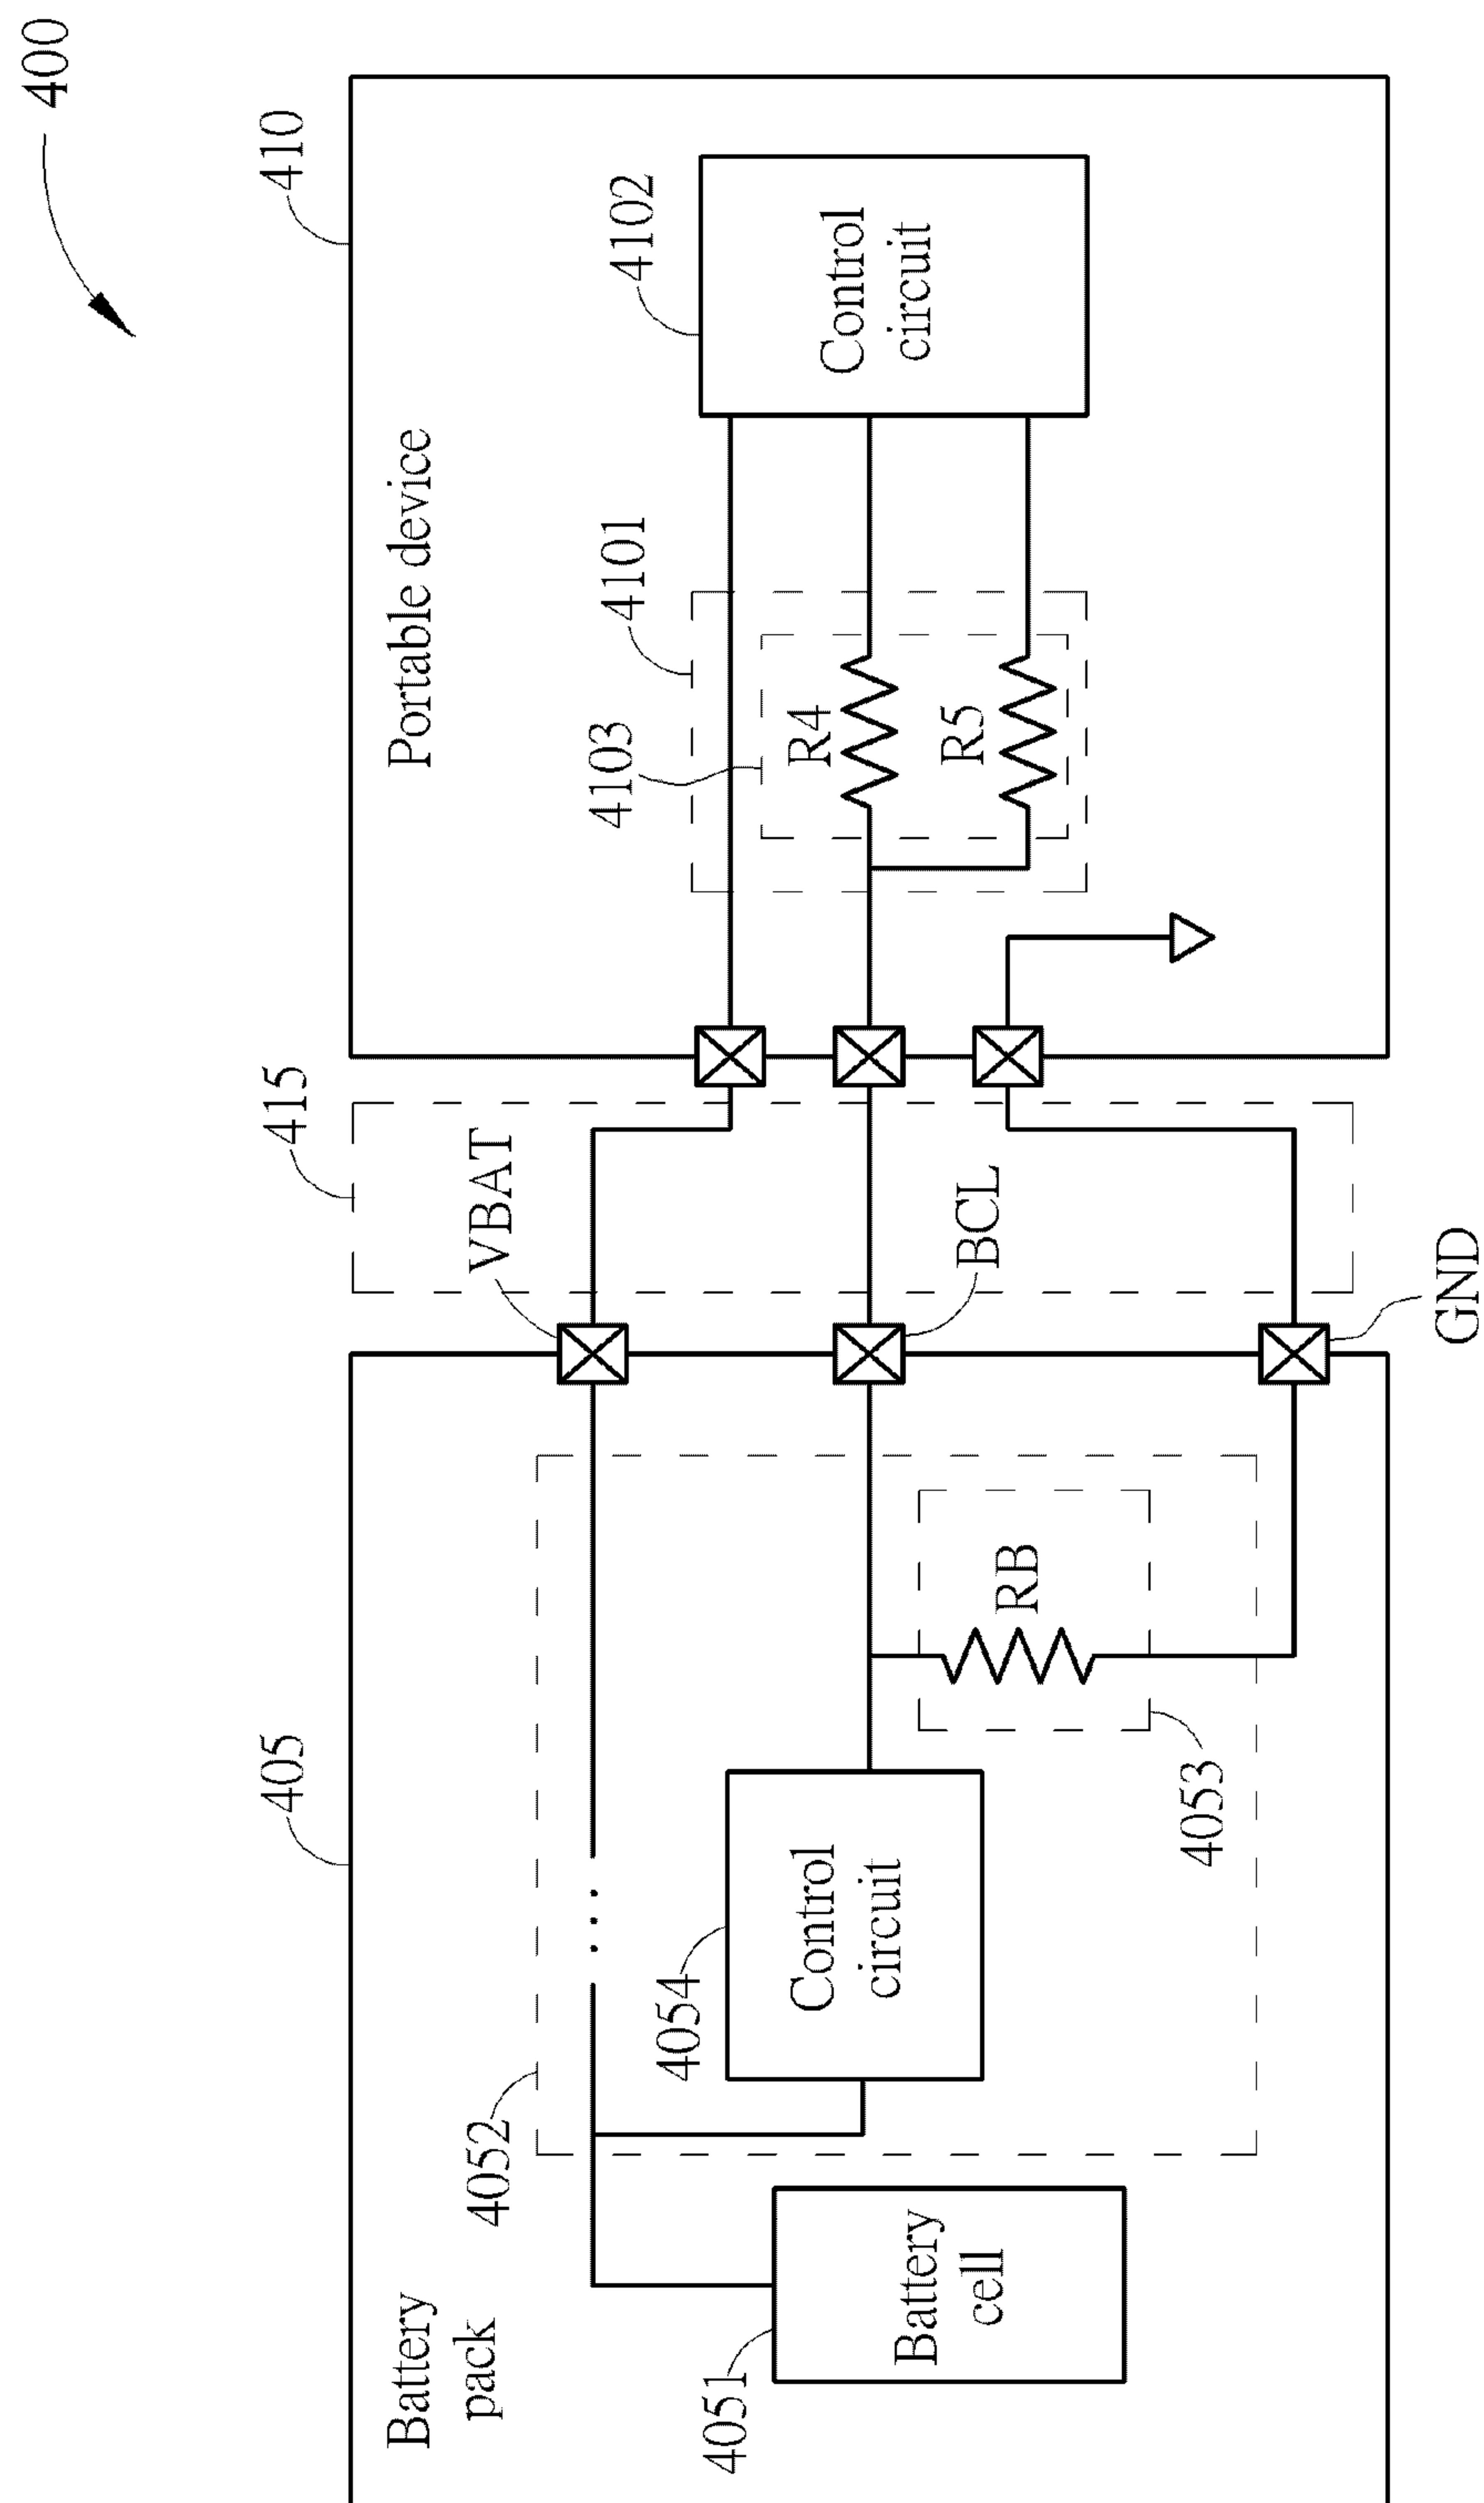 400
405
415
410
Battery
pack
Portable device
4052
VBAT
4103
4101
4102
4051
4054
R4
Control
circuit
Battery
cell
Control
circuit
RB
BCL
R5
4053
GND